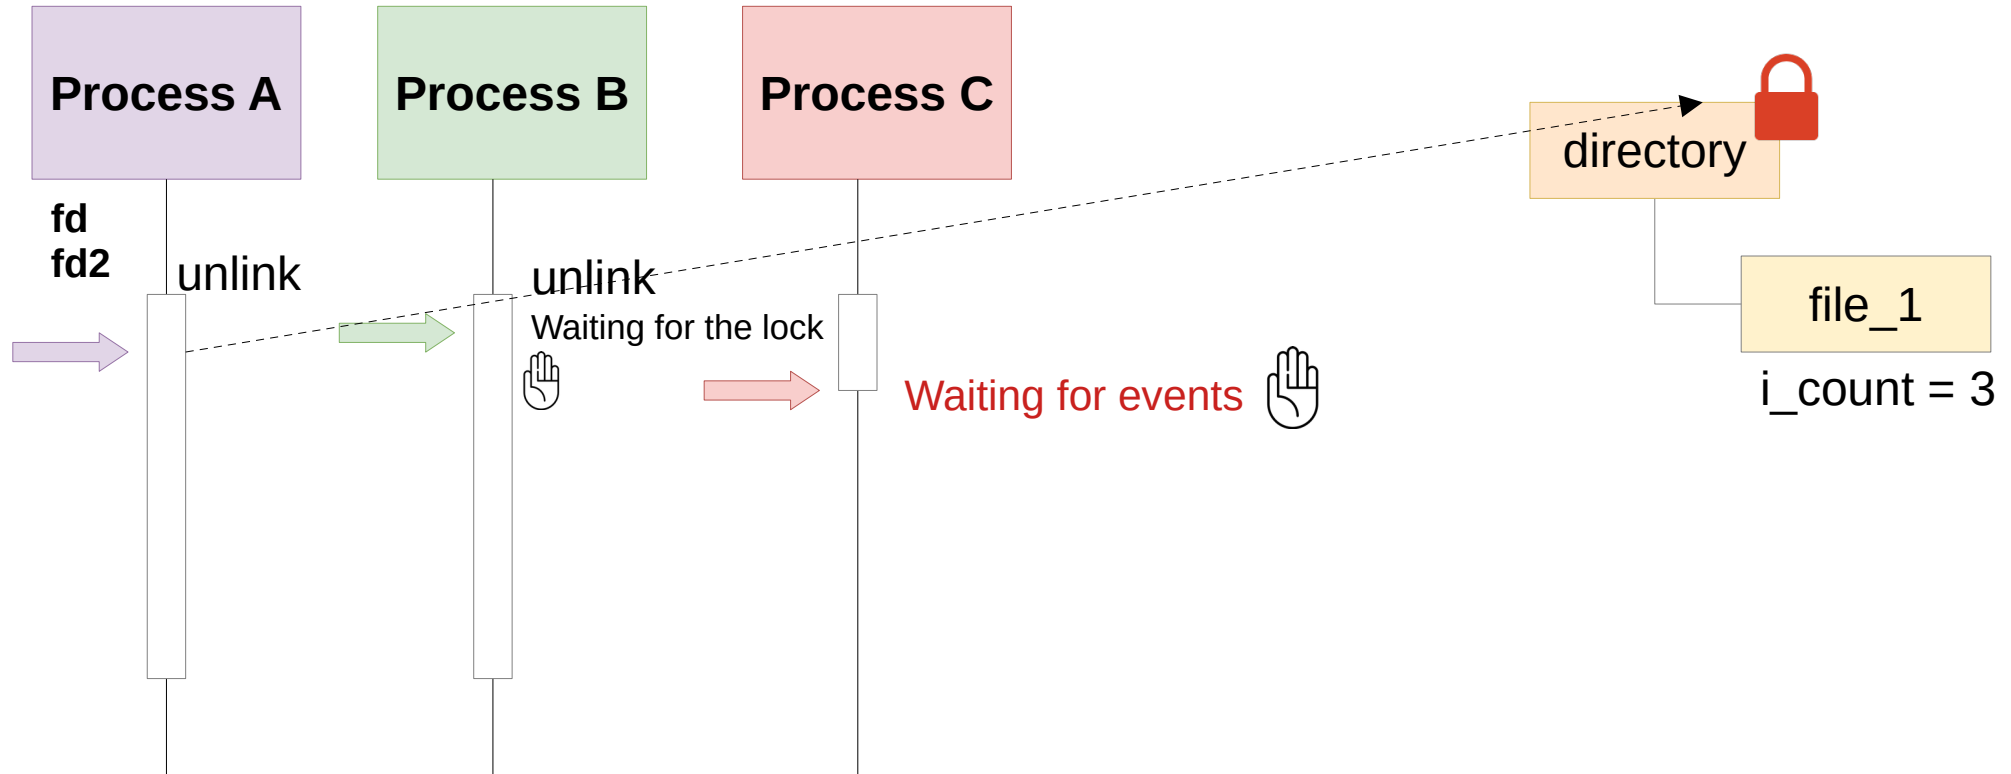 Process A
Process B
Process C
directory
fd
fd2
unlink
unlink
Waiting for the lock
file_1
Waiting for events
i_count = 3